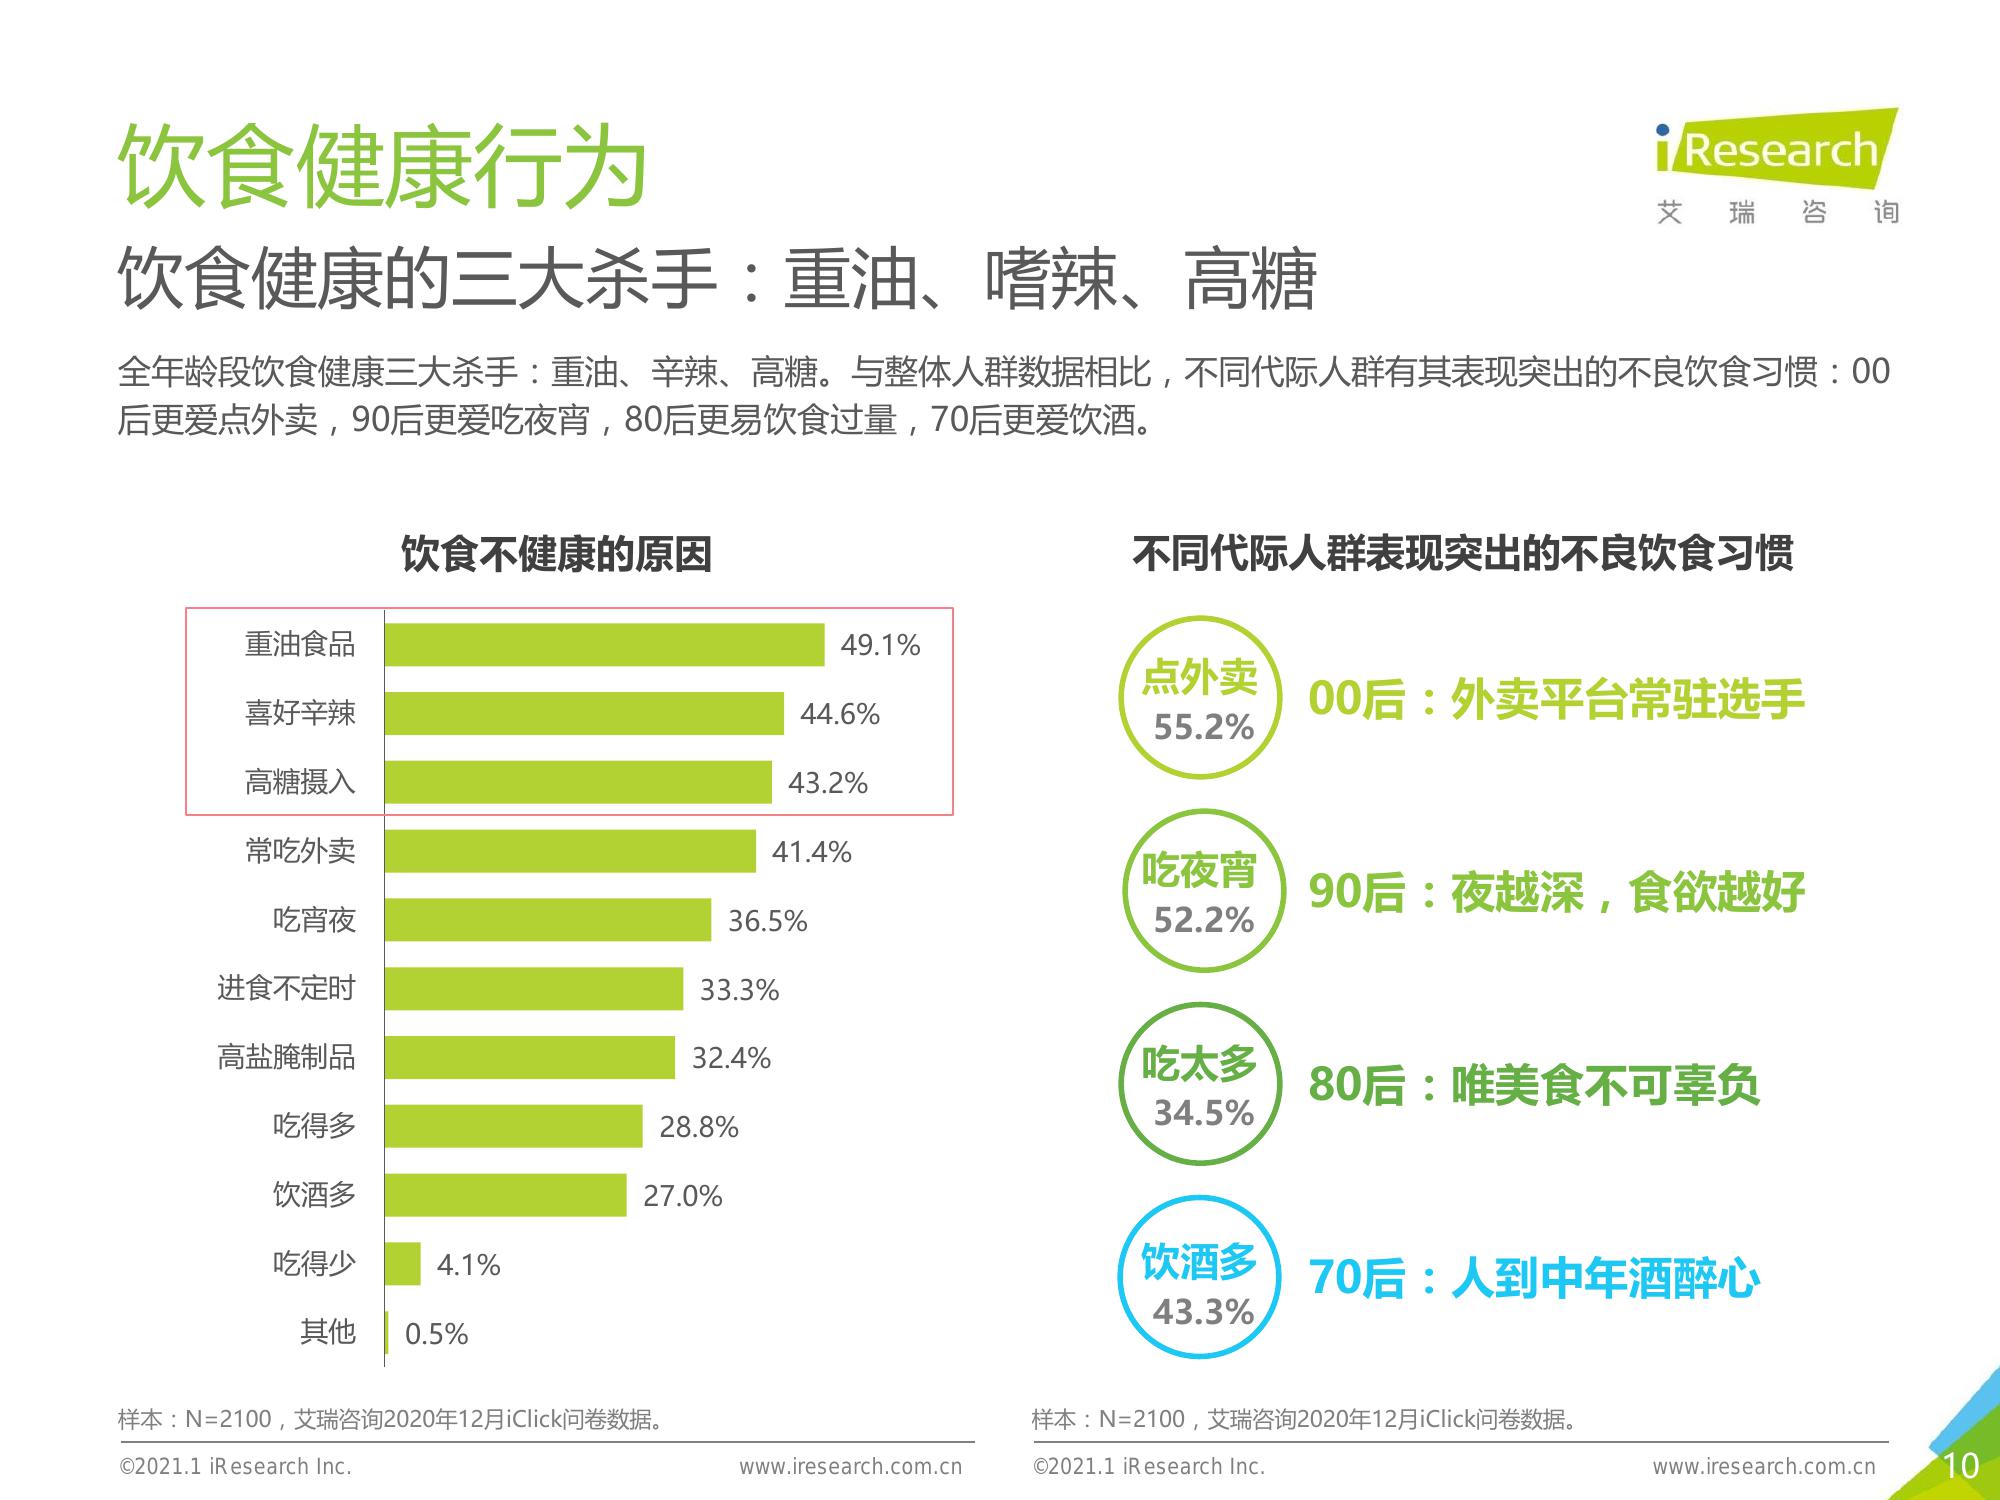 饮食健康行为
iResearch
艾瑞咨询
饮食健康的三大杀手：重油、嗜辣、高糖
全年龄段饮食健康三大杀手：重油、辛辣、高糖。与整体人群数据相比，不同代际人群有其表现突出的不良饮食习惯：00
后更爱点外卖，90后更爱吃夜宵，80后更易饮食过量，70后更爱饮酒。
饮食不健康的原因
重油食品 49.1%
喜好辛辣 44.6%
高糖摄入 43.2%
常吃外卖 41.4%
吃宵夜 36.5%
进食不定时 33.3%
高盐腌制品 32.4%
吃得多 28.8%
饮酒多 27.0%
吃得少 4.1%
其他 0.5%
样本：N=2100，艾瑞咨询2020年12月iClick问卷数据。
©2021.1 iResearch Inc.
www.iresearch.com.cn
不同代际人群表现突出的不良饮食习惯
点外卖
55.2%
00后：外卖平台常驻选手
吃夜宵
52.2%
90后：夜越深，食欲越好
吃太多
34.5%
80后：唯美食不可辜负
饮酒多
43.3%
70后：人到中年酒醉心
样本：N=2100，艾瑞咨询2020年12月iClick问卷数据。
©2021.1 iResearch Inc.
www.iresearch.com.cn
10